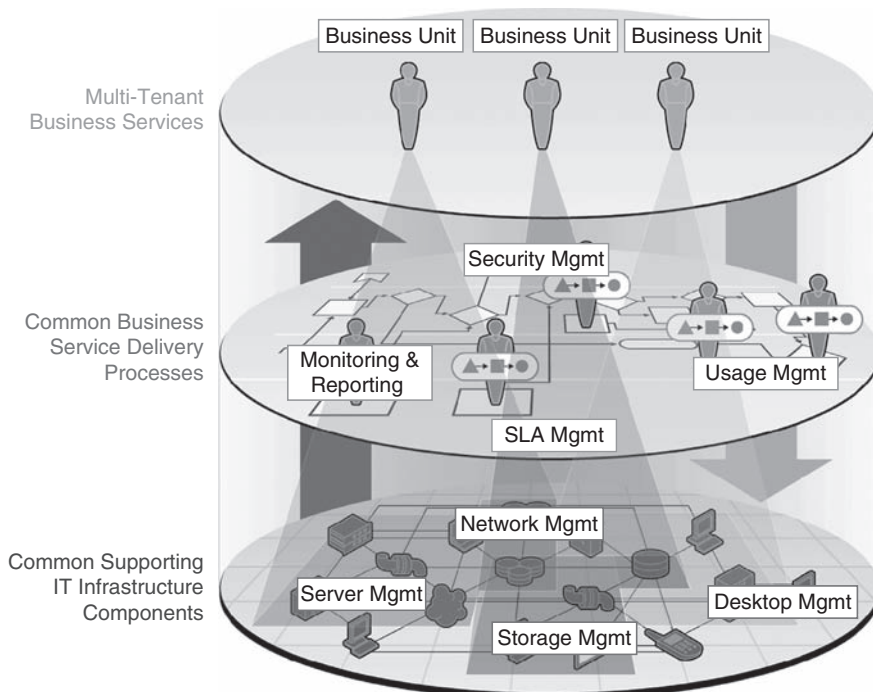 Business Unit
Business Unit
Business Unit
Multi-Tenant
Business Services
Security Mgmt
Common Business
Service Delivery
Processes
Monitoring &
Reporting
Usage Mgmt
SLA Mgmt
Network Mgmt
Common Supporting
IT Infrastructure
Components
Server Mgmt
Desktop Mgmt
Storage Mgmt